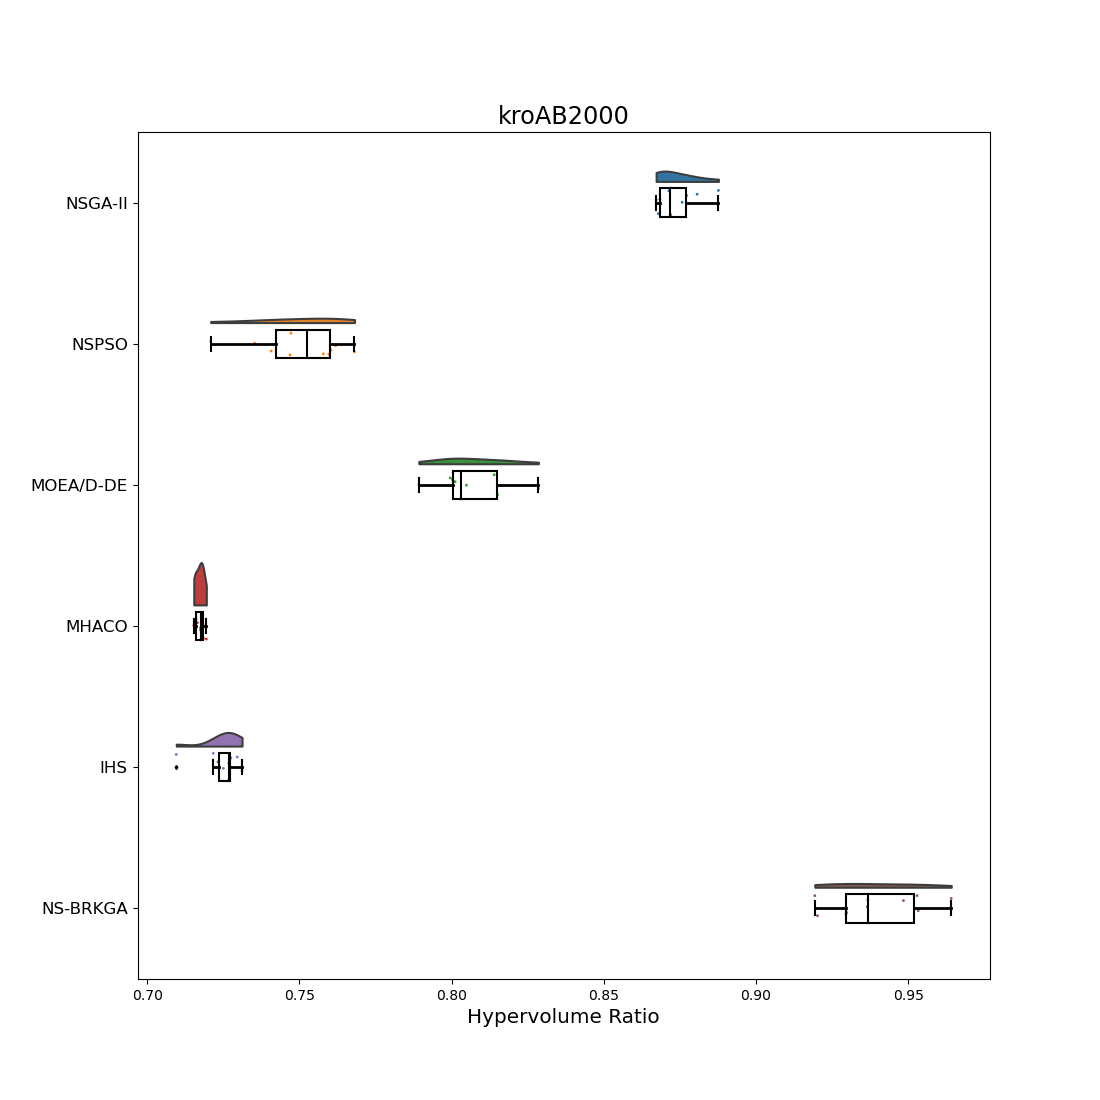 kroAB2000
NSGA-II
NSPSO
MOEA/D-DE
MHACO
IHS
NS-BRKGA
0.70 0.75 0.80 0.85 0.90 0.95
Hypervolume Ratio